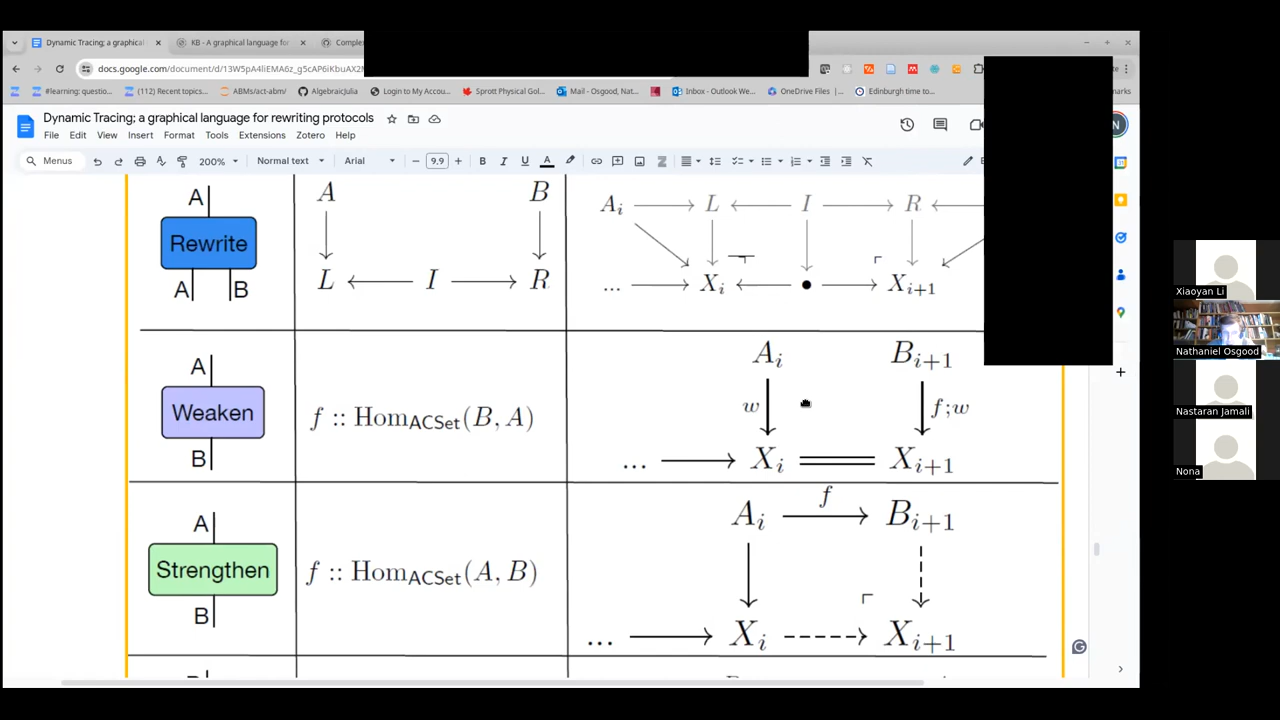 Dynamic Tracing; a graphical
KB - A graphical language for
Comple
docs.google.com/document/d/13W5pA4liEMA6z_g5cAP6iKbuAX2
#learning: questio...
(112) Recent topics...
ABMs/act-abm/
AlgebraicJulia
Login to My Accou...
Sprott Physical Gol...
Mail - Osgood, Nat...
Inbox - Outlook We...
OneDrive Files | ...
Edinburgh time to...
marks
Dynamic Tracing; a graphical language for rewriting protocols
File Edit View Insert Format Tools Extensions Zotero Help
N
Menus 200% Normal text Arial 9.9 B I U A
A
Rewrite
A B
A B
L ← I → R
A_i → L ← I → R ←
... → X_i ← • → X_{i+1}
A
Weaken
B
f :: Hom_ACSet(B, A)
A_i B_{i+1}
w f;w
... → X_i = X_{i+1}
A
Strengthen
B
f :: Hom_ACSet(A, B)
f
A_i → B_{i+1}
... → X_i ⇢ X_{i+1}
Xiaoyan Li
Nathaniel Osgood
Nastaran Jamali
Nona